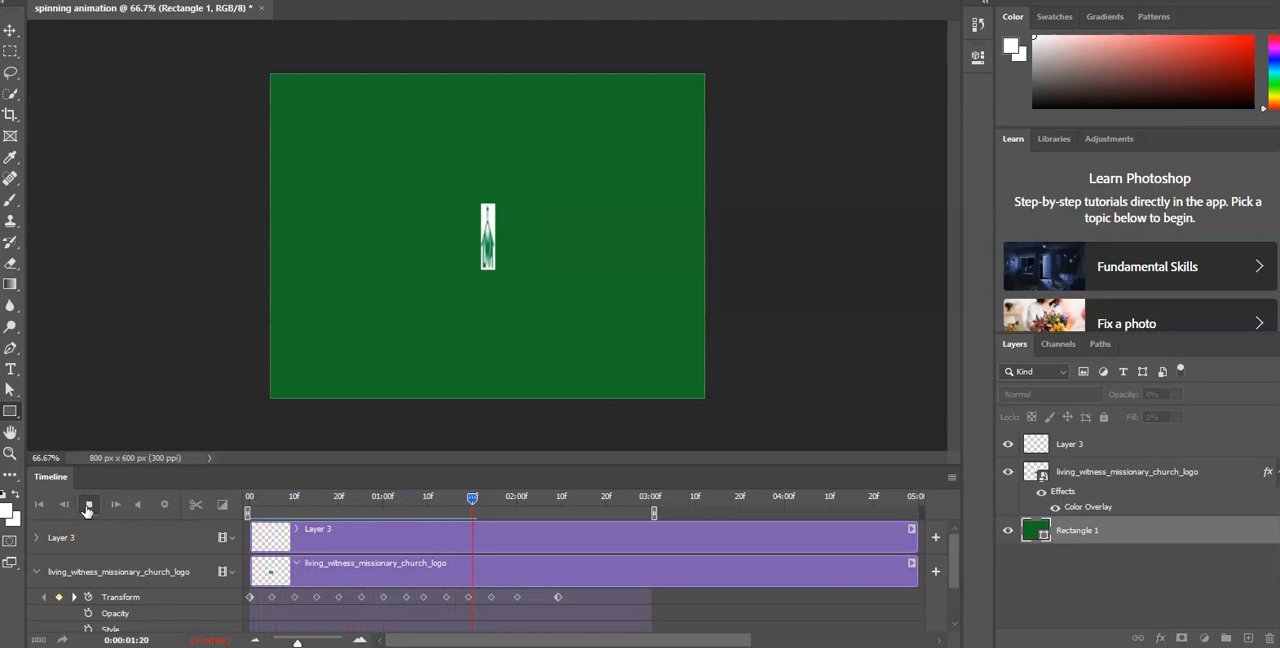 spinning animation @ 66.7% (Rectangle 1, RGB/8) * ×
Color Swatches Gradients Patterns
Learn Libraries Adjustments
Learn Photoshop
Step-by-step tutorials directly in the app. Pick a
topic below to begin.
Fundamental Skills
Fix a photo
Layers Channels Paths
Kind
Normal Opacity: 0%
Lock: Fill: 0%
Layer 3
living_witness_missionary_church_logo fx
Effects
Color Overlay
Rectangle 1
66.67% 800 px x 600 px (300 ppi)
Timeline
00 10f 20f 01:00f 10f 02:00f 10f 20f 03:00f 10f 20f 04:00f 10f 20f 05:0
Layer 3 Layer 3
living_witness_missionary_church_logo living_witness_missionary_church_logo
Transform
Opacity
Style
0:00:01:20